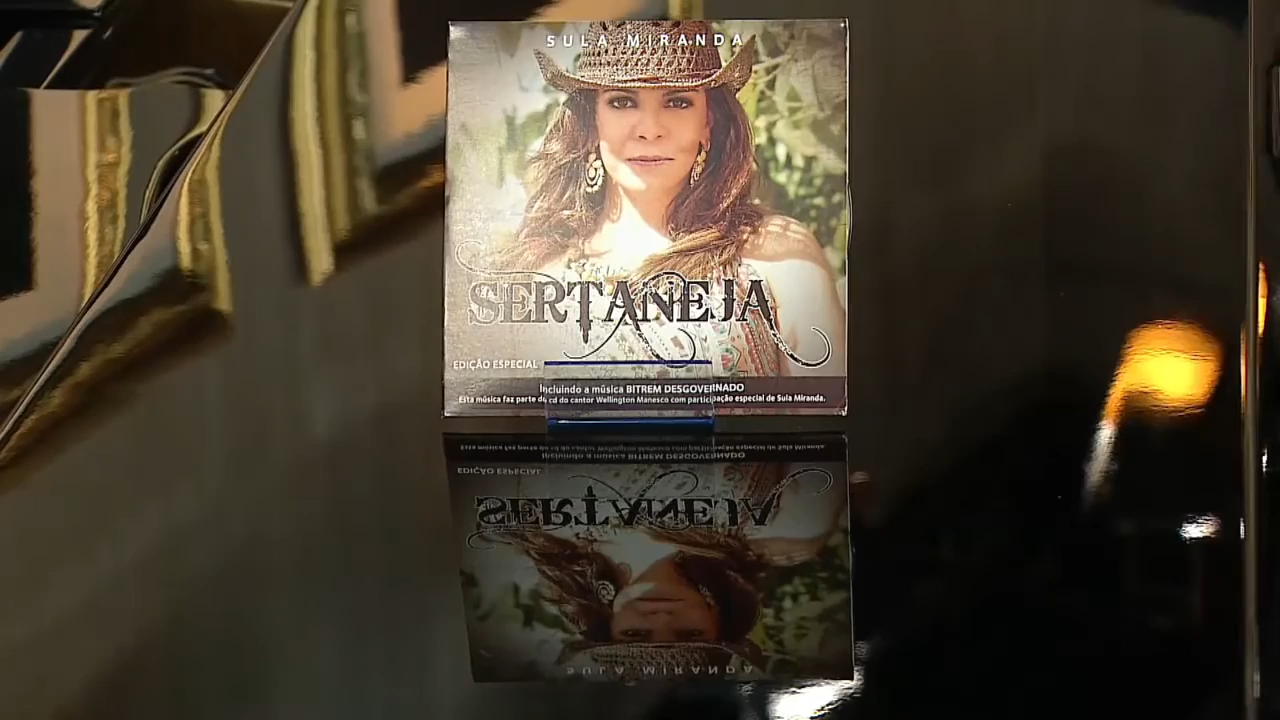 SULA MIRANDA
SERTANEJA
EDIÇÃO ESPECIAL
Incluindo a música BITREM DESGOVERNADO
Esta música faz parte do cd do cantor Wellington Manesco com participação especial de Sula Miranda.